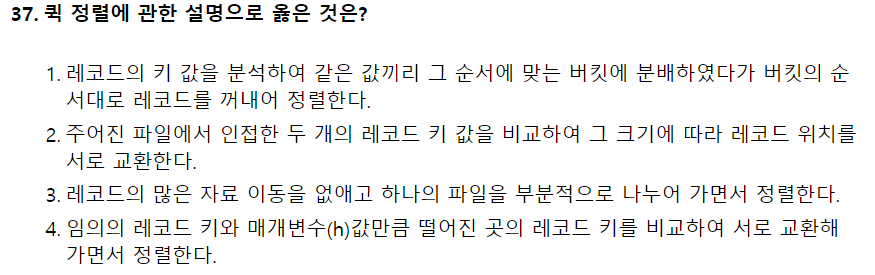 37. 퀵 정렬에 관한 설명으로 옳은 것은?
1. 레코드의 키 값을 분석하여 같은 값끼리 그 순서에 맞는 버킷에 분배하였다가 버킷의 순
서대로 레코드를 꺼내어 정렬한다.
2. 주어진 파일에서 인접한 두 개의 레코드 키 값을 비교하여 그 크기에 따라 레코드 위치를
서로 교환한다.
3. 레코드의 많은 자료 이동을 없애고 하나의 파일을 부분적으로 나누어 가면서 정렬한다.
4. 임의의 레코드 키와 매개변수(h)값만큼 떨어진 곳의 레코드 키를 비교하여 서로 교환해
가면서 정렬한다.